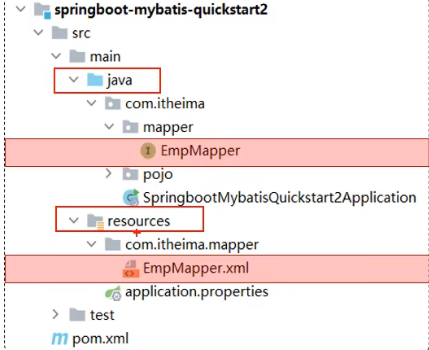 springboot-mybatis-quickstart2
src
main
java
com.itheima
mapper
EmpMapper
pojo
SpringbootMybatisQuickstart2Application
resources
com.itheima.mapper
EmpMapper.xml
application.properties
test
pom.xml